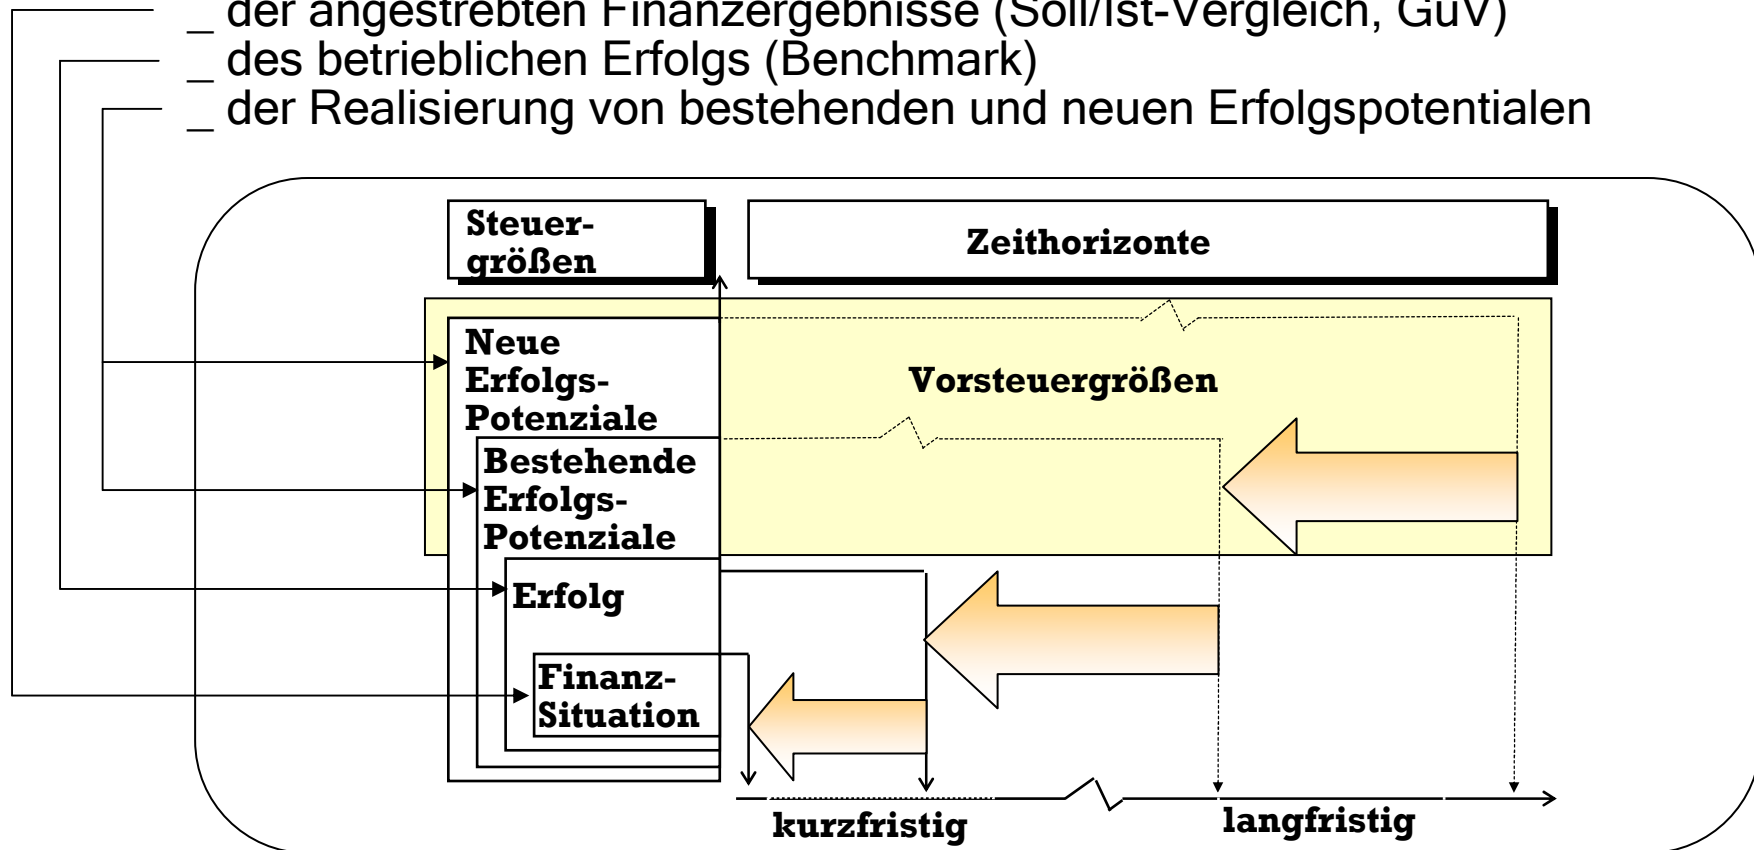 _ der angestrebten Finanzergebnisse (Soll/Ist-Vergleich, GuV)
_ des betrieblichen Erfolgs (Benchmark)
_ der Realisierung von bestehenden und neuen Erfolgspotentialen
Steuer-
größen
Zeithorizonte
Neue
Erfolgs-
Potenziale
Vorsteuergrößen
Bestehende
Erfolgs-
Potenziale
Erfolg
Finanz-
Situation
kurzfristig
langfristig